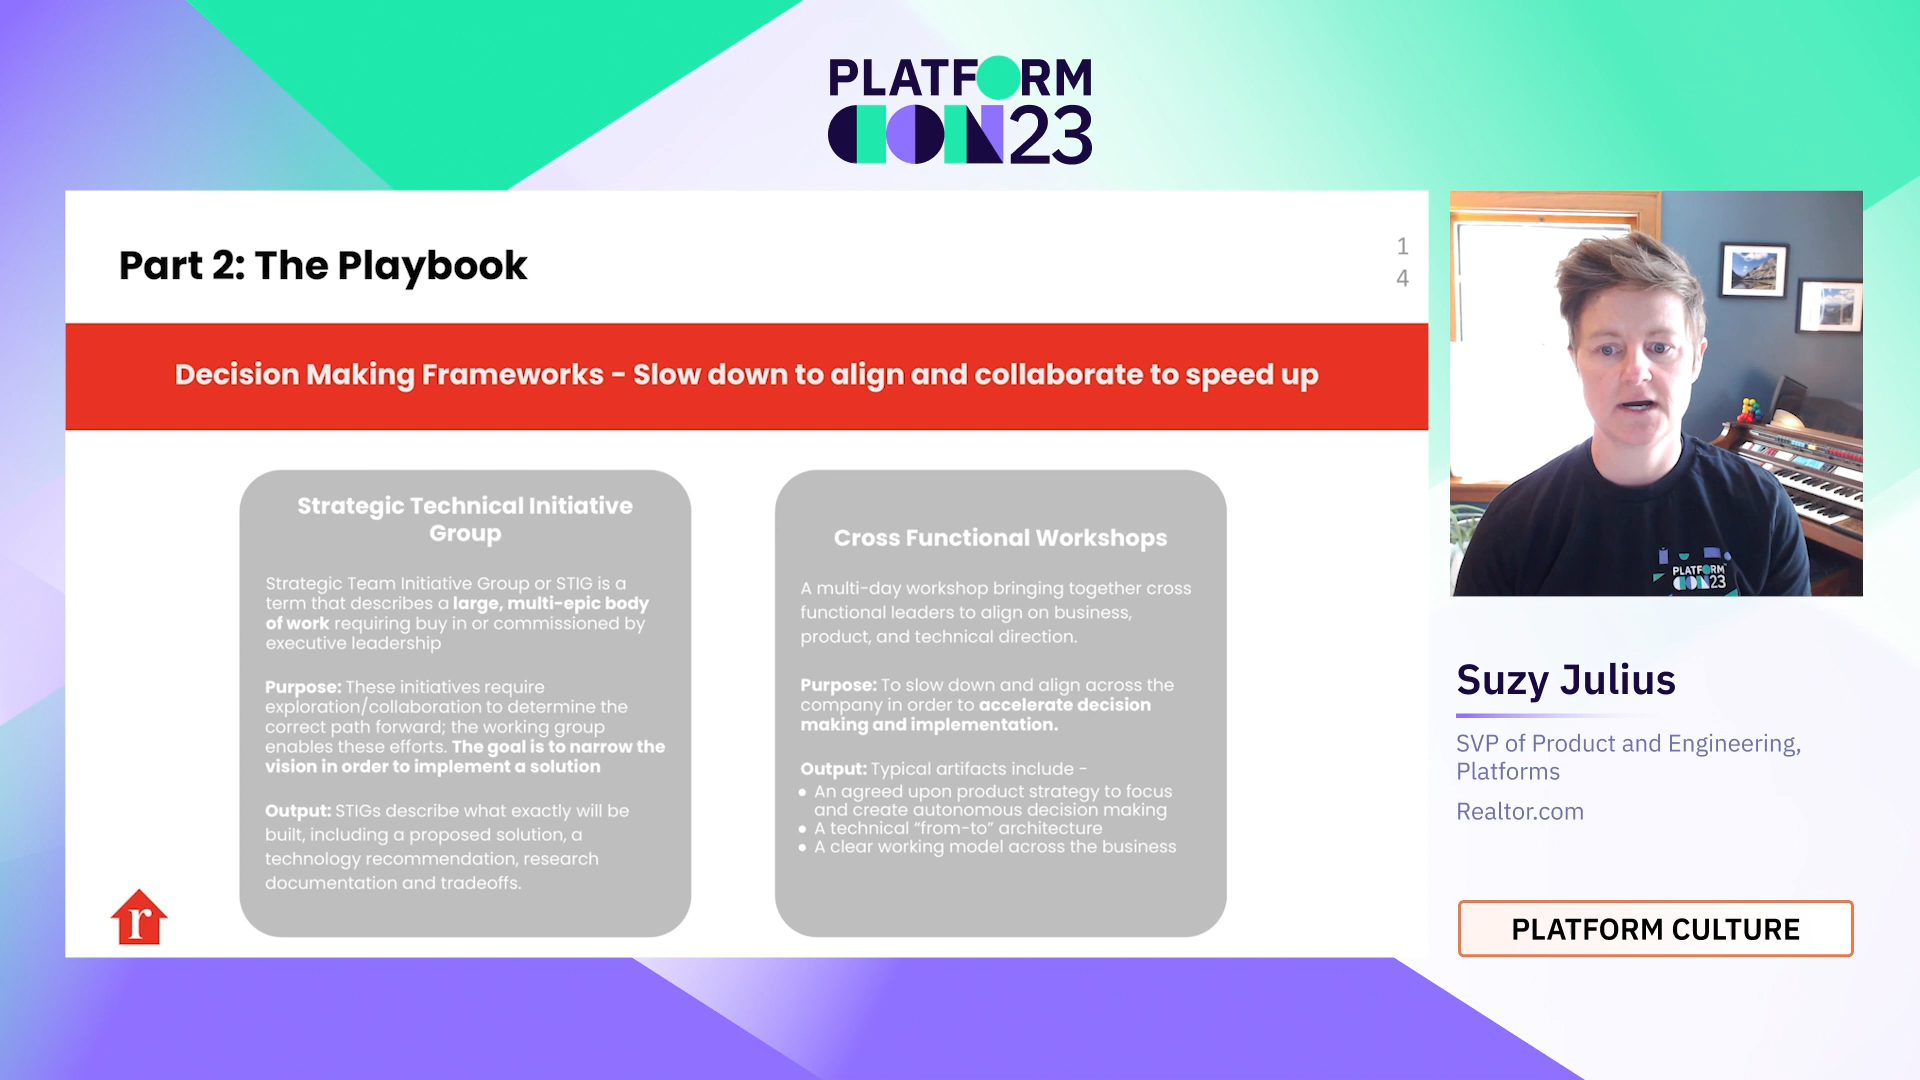 PLATFORM
CON23
Part 2: The Playbook
1
4
Decision Making Frameworks - Slow down to align and collaborate to speed up
Strategic Technical Initiative
Group
Strategic Team Initiative Group or STIG is a
term that describes a large, multi-epic body
of work requiring buy in or commissioned by
executive leadership
Purpose: These initiatives require
exploration/collaboration to determine the
correct path forward; the working group
enables these efforts. The goal is to narrow the
vision in order to implement a solution
Output: STIGs describe what exactly will be
built, including a proposed solution, a
technology recommendation, research
documentation and tradeoffs.
Cross Functional Workshops
A multi-day workshop bringing together cross
functional leaders to align on business,
product, and technical direction.
Purpose: To slow down and align across the
company in order to accelerate decision
making and implementation.
Output: Typical artifacts include -
● An agreed upon product strategy to focus
and create autonomous decision making
● A technical “from-to” architecture
● A clear working model across the business
r
PLATFORM
CON23
Suzy Julius
SVP of Product and Engineering,
Platforms
Realtor.com
PLATFORM CULTURE